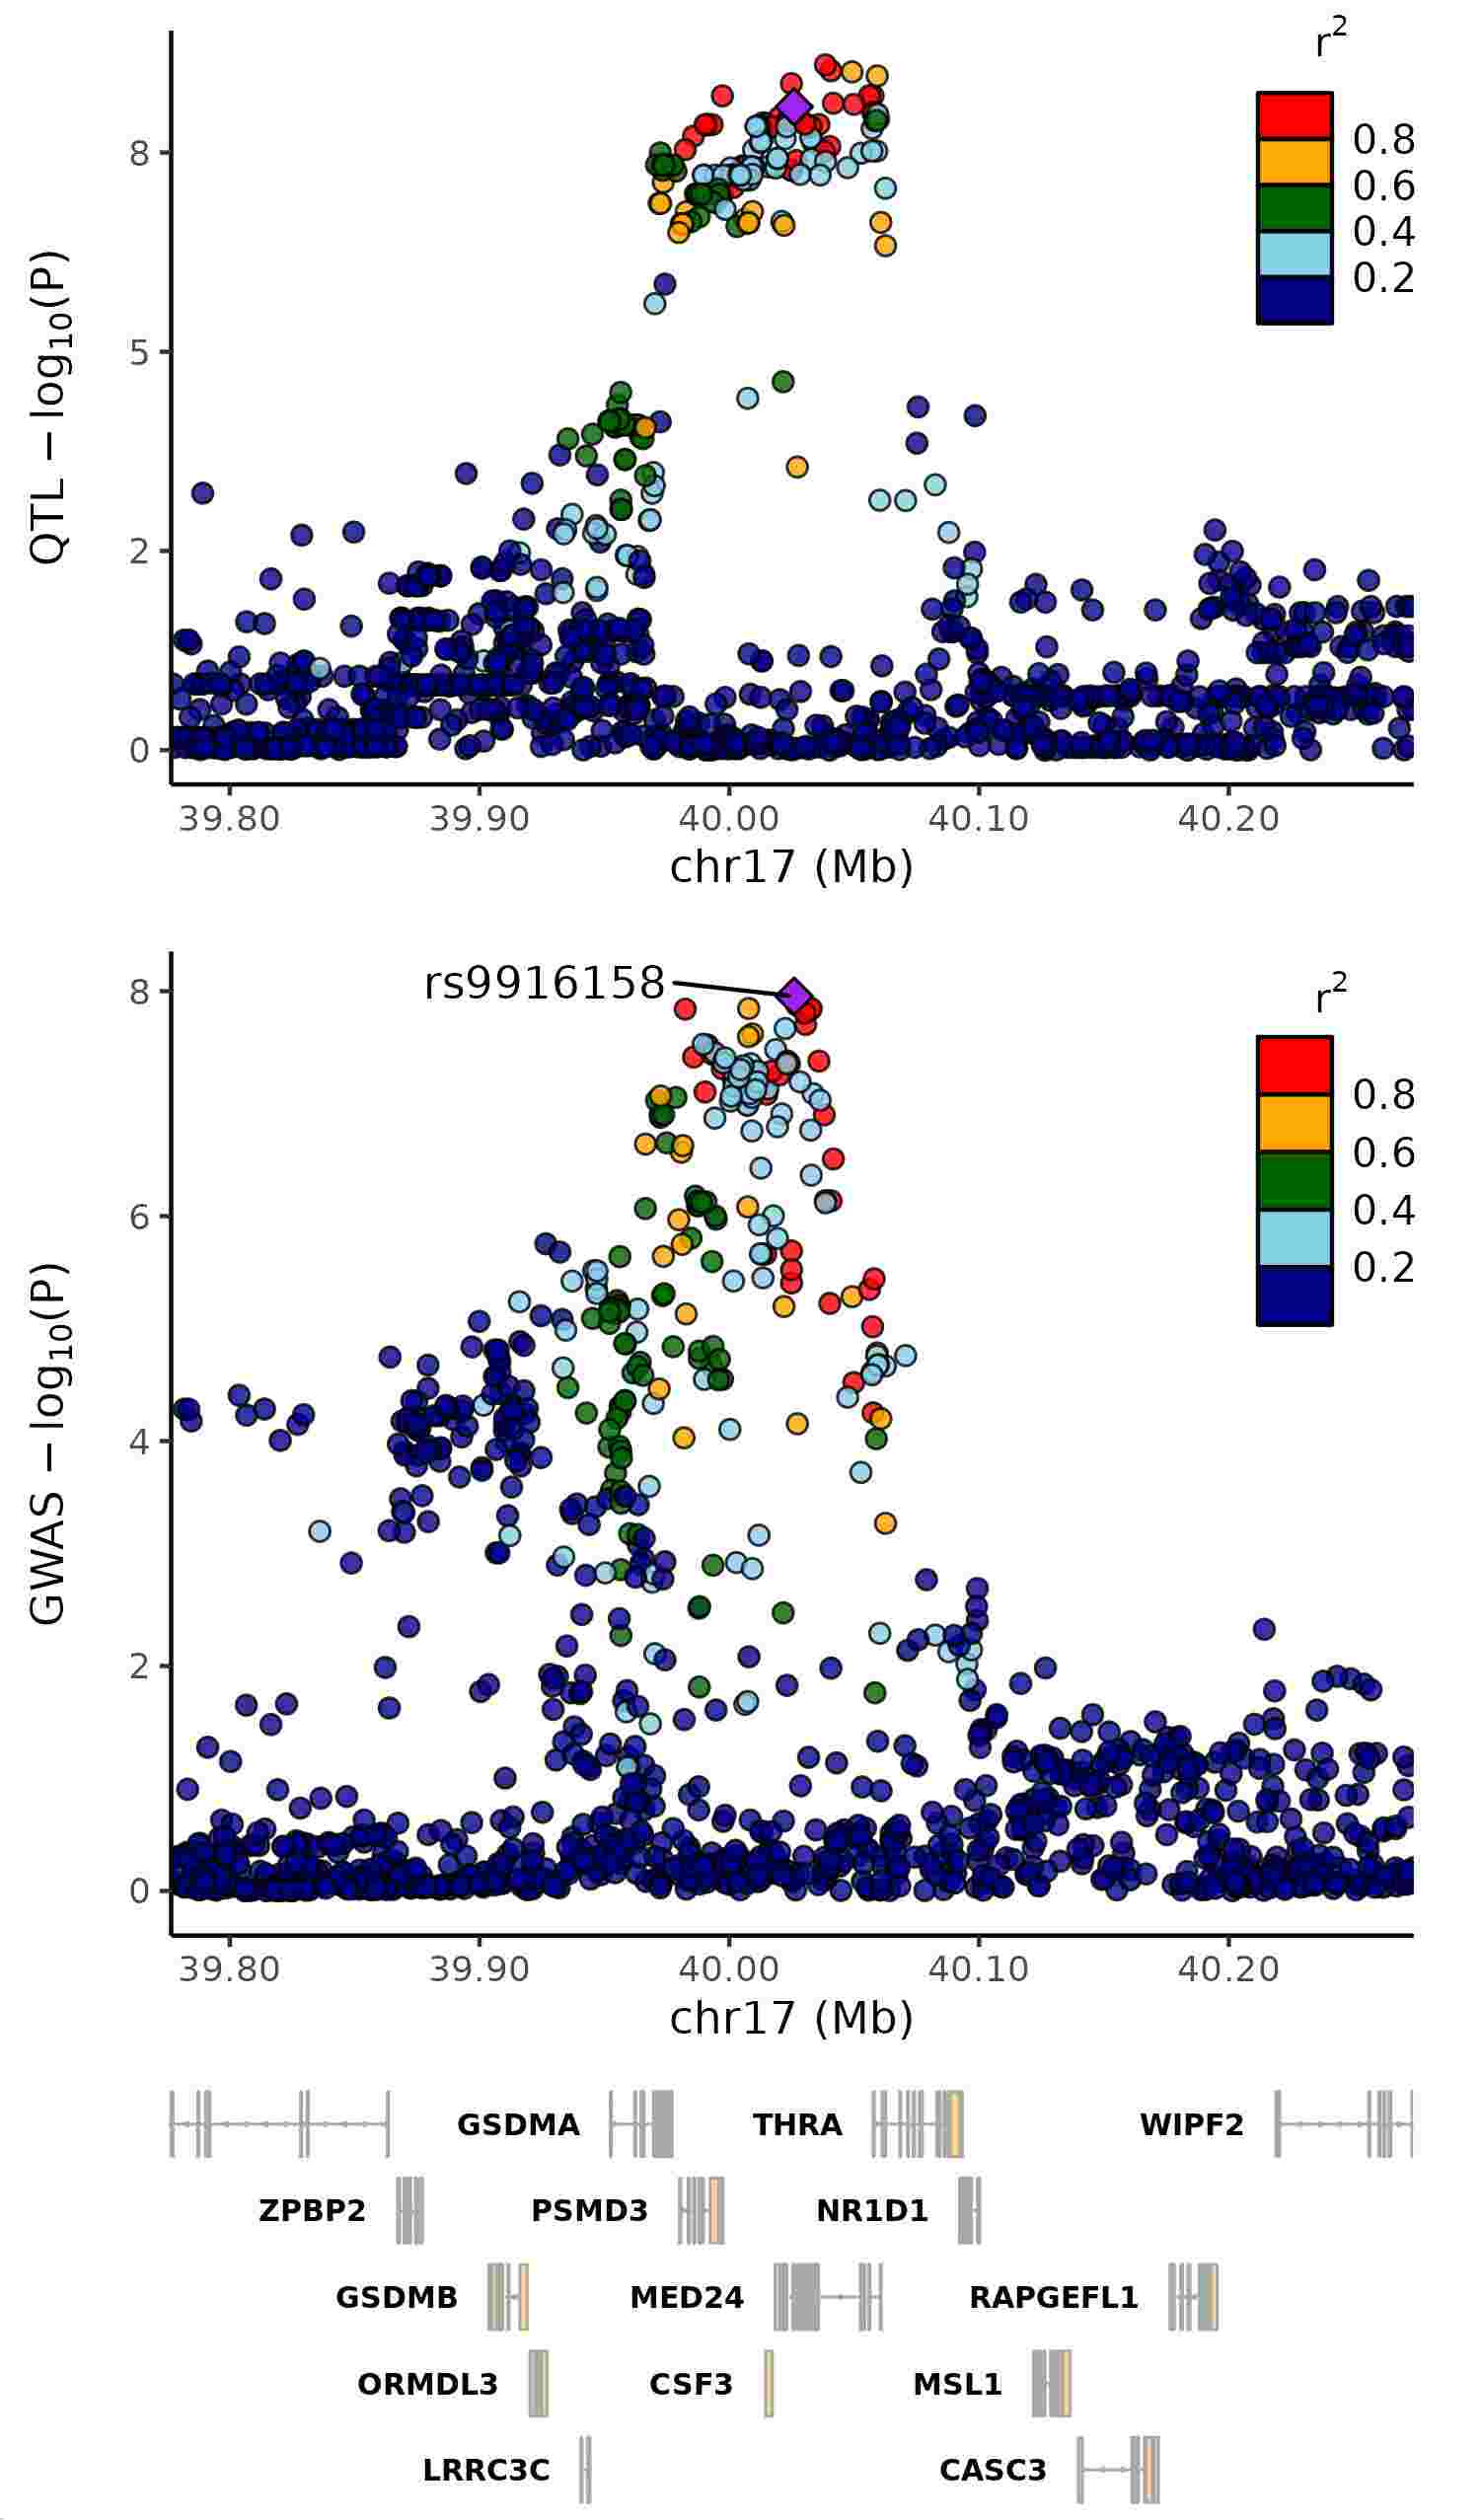 r²
QTL − log₁₀(P)
8
5
2
0
0.8
0.6
0.4
0.2
39.80 39.90 40.00 40.10 40.20
chr17 (Mb)
rs9916158
r²
GWAS − log₁₀(P)
8
6
4
2
0
0.8
0.6
0.4
0.2
39.80 39.90 40.00 40.10 40.20
chr17 (Mb)
GSDMA THRA WIPF2
ZPBP2 PSMD3 NR1D1
GSDMB MED24 RAPGEFL1
ORMDL3 CSF3 MSL1
LRRC3C CASC3